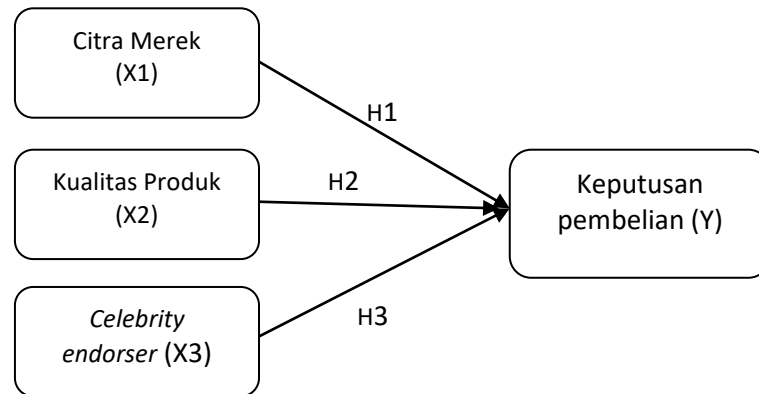 Citra Merek
(X1)
H1
Kualitas Produk
(X2)
H2
Keputusan
pembelian (Y)
Celebrity
endorser (X3)
H3